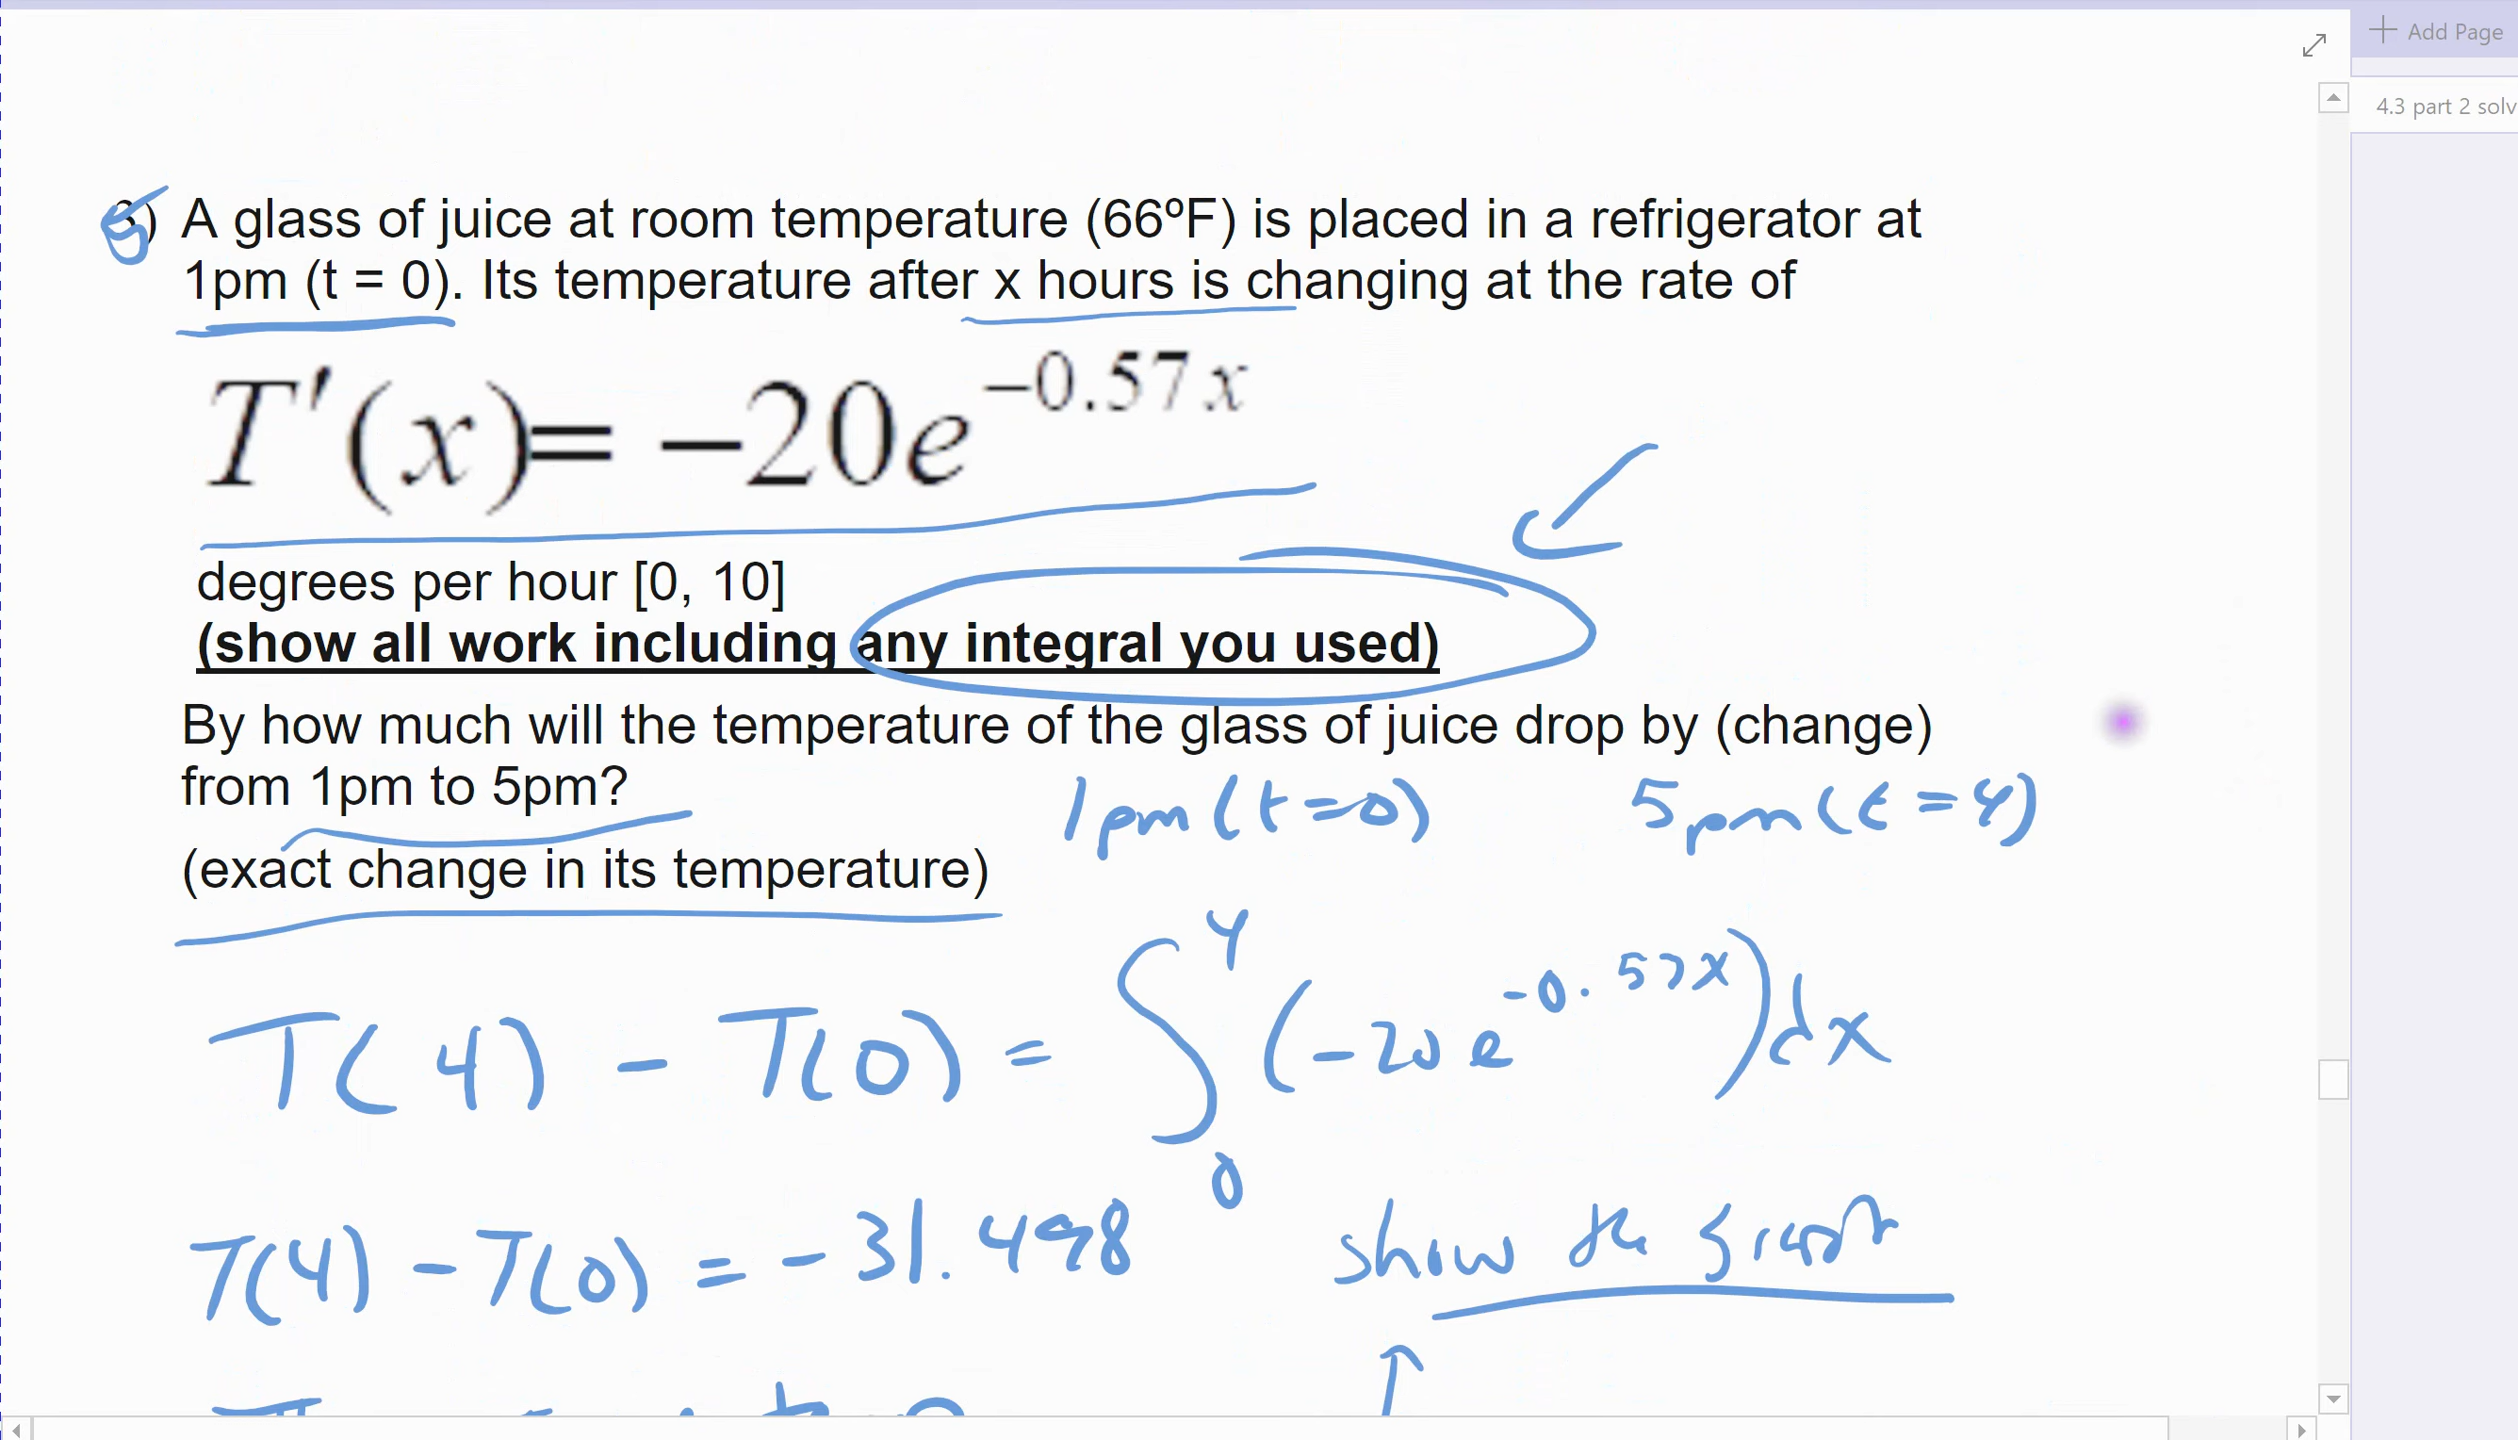 Add Page
4.3 part 2 solv
5) A glass of juice at room temperature (66ºF) is placed in a refrigerator at
1pm (t = 0). Its temperature after x hours is changing at the rate of
T'(x)= −20e^−0.57x
degrees per hour [0, 10]
(show all work including any integral you used)
By how much will the temperature of the glass of juice drop by (change)
from 1pm to 5pm?
1pm (t=0) 5pm (t=4)
(exact change in its temperature)
T(4) - T(0) = ∫_0^4 (-20e^-0.57x)dx
T(4) - T(0) = -31.498 show the